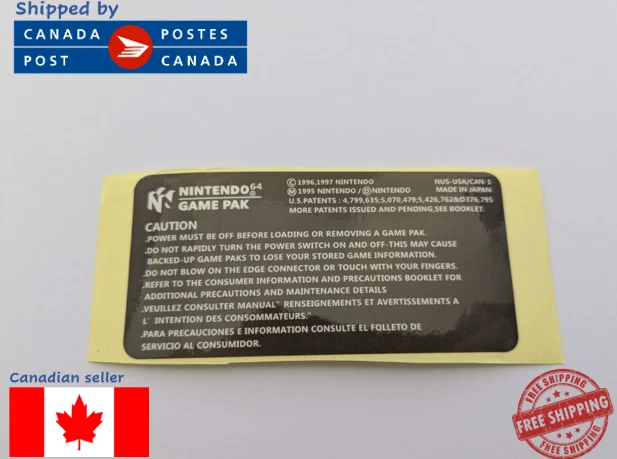 Shipped by
CANADA POSTES
POST CANADA
NINTENDO 64
GAME PAK
©1996,1997 NINTENDO
Ⓜ1995 NINTENDO/ⒹNINTENDO
U.S.PATENTS : 4,799,635;5,070,479;5,426,762&D376,795
MORE PATENTS ISSUED AND PENDING,SEE BOOKLET.
NUS-USA/CAN-1
MADE IN JAPAN
CAUTION
.POWER MUST BE OFF BEFORE LOADING OR REMOVING A GAME PAK.
.DO NOT RAPIDLY TURN THE POWER SWITCH ON AND OFF-THIS MAY CAUSE
BACKED-UP GAME PAKS TO LOSE YOUR STORED GAME INFORMATION.
.DO NOT BLOW ON THE EDGE CONNECTOR OR TOUCH WITH YOUR FINGERS.
.REFER TO THE CONSUMER INFORMATION AND PRECAUTIONS BOOKLET FOR
ADDITIONAL PRECAUTIONS AND MAINTENANCE DETAILS
.VEUILLEZ CONSULTER MANUAL" RENSEIGNEMENTS ET AVERTISSEMENTS A
L' INTENTION DES CONSOMMATEURS."
.PARA PRECAUCIONES E INFORMATION CONSULTE EL FOLLETO DE
SERVICIO AL CONSUMIDOR.
Canadian seller
FREE SHIPPING
FREE SHIPPING
FREE SHIPPING